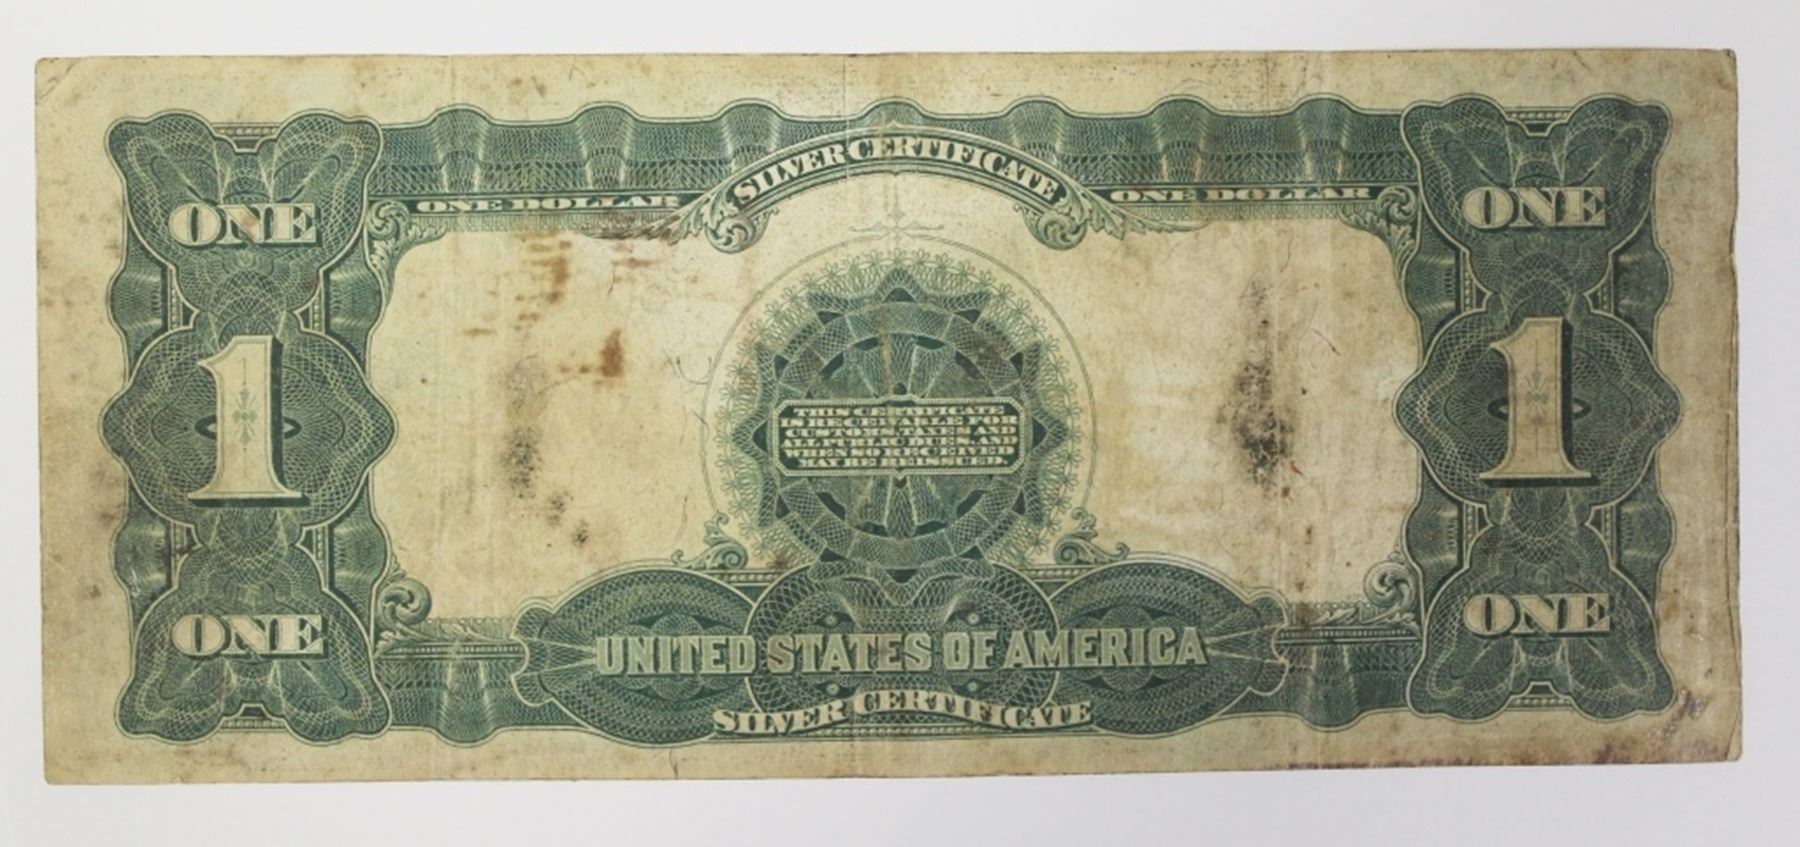 SILVER CERTIFICATE
ONE ONE DOLLAR ONE DOLLAR ONE
1 1
THIS CERTIFICATE
IS RECEIVABLE FOR
CUSTOMS, TAXES, AND
ALL PUBLIC DUES, AND
WHEN SO RECEIVED
MAY BE REISSUED.
ONE ONE
UNITED STATES OF AMERICA
SILVER CERTIFICATE